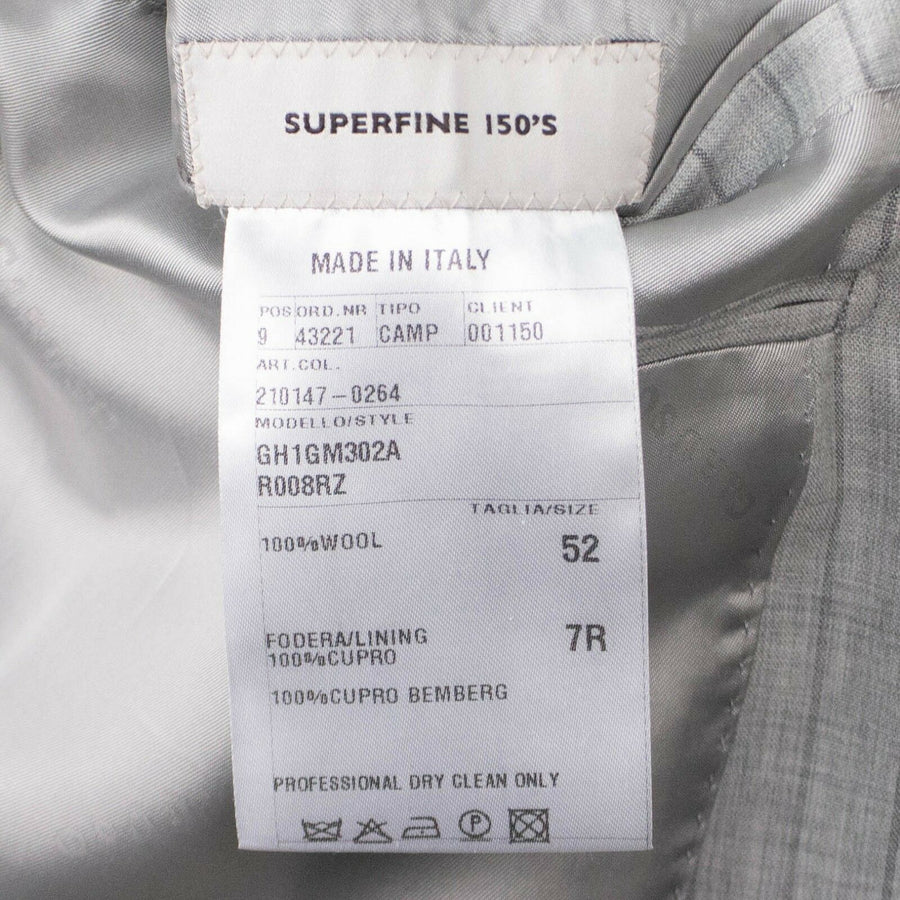 SUPERFINE 150'S
MADE IN ITALY
POS ORD.NR TIPO CLIENT
9 43221 CAMP 001150
ART.COL.
210147-0264
MODELLO/STYLE
GH1GM302A
R008RZ
TAGLIA/SIZE
100%WOOL 52
FODERA/LINING 7R
100%CUPRO
100%CUPRO BEMBERG
PROFESSIONAL DRY CLEAN ONLY
P